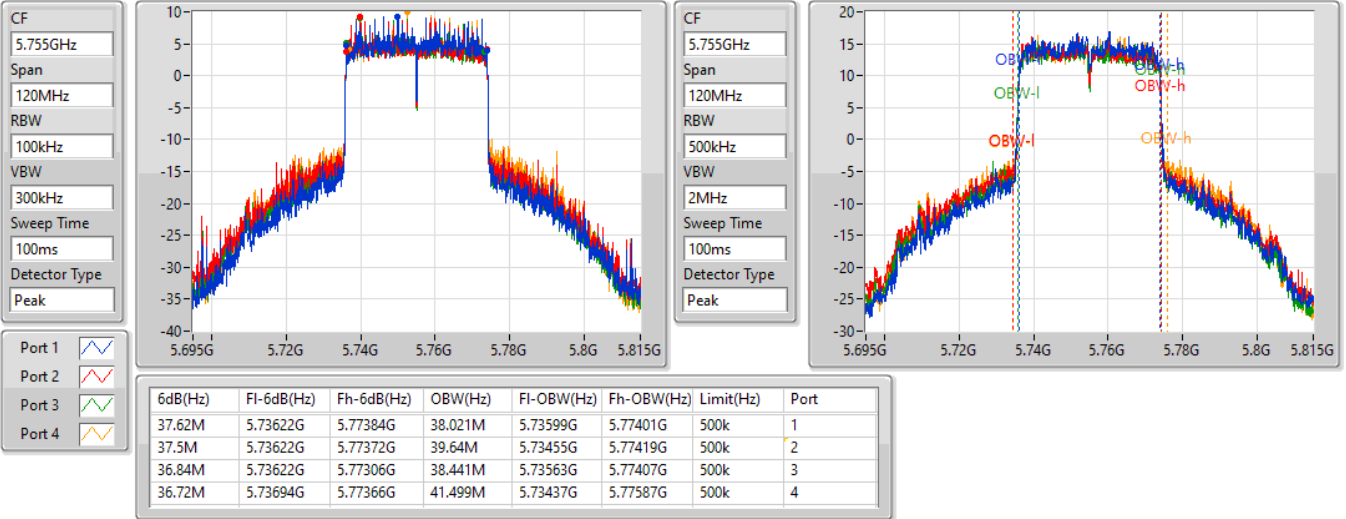 CF
5.755GHz
Span
120MHz
RBW
100kHz
VBW
300kHz
Sweep Time
100ms
Detector Type
Peak
10
5
0
-5
-10
-15
-20
-25
-30
-35
-40
5.695G 5.72G 5.74G 5.76G 5.78G 5.8G 5.815G
CF
5.755GHz
Span
120MHz
RBW
500kHz
VBW
2MHz
Sweep Time
100ms
Detector Type
Peak
20
15
10
5
0
-5
-10
-15
-20
-25
-30
OBW-h
OBW-h
OBW-l
OBW-h
OBW-l
OBW-h
5.695G 5.72G 5.74G 5.76G 5.78G 5.8G 5.815G
Port 1
Port 2
Port 3
Port 4
6dB(Hz) Fl-6dB(Hz) Fh-6dB(Hz) OBW(Hz) Fl-OBW(Hz) Fh-OBW(Hz) Limit(Hz) Port
37.62M 5.73622G 5.77384G 38.021M 5.73599G 5.77401G 500k 1
37.5M 5.73622G 5.77372G 39.64M 5.73455G 5.77419G 500k 2
36.84M 5.73622G 5.77306G 38.441M 5.73563G 5.77407G 500k 3
36.72M 5.73694G 5.77366G 41.499M 5.73437G 5.77587G 500k 4